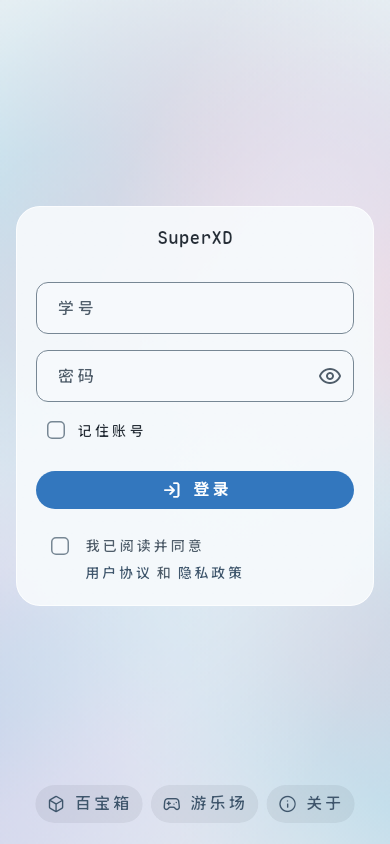 SuperXD
学号
密码
记住账号
登录
我已阅读并同意
用户协议 和 隐私政策
百宝箱 游乐场 关于